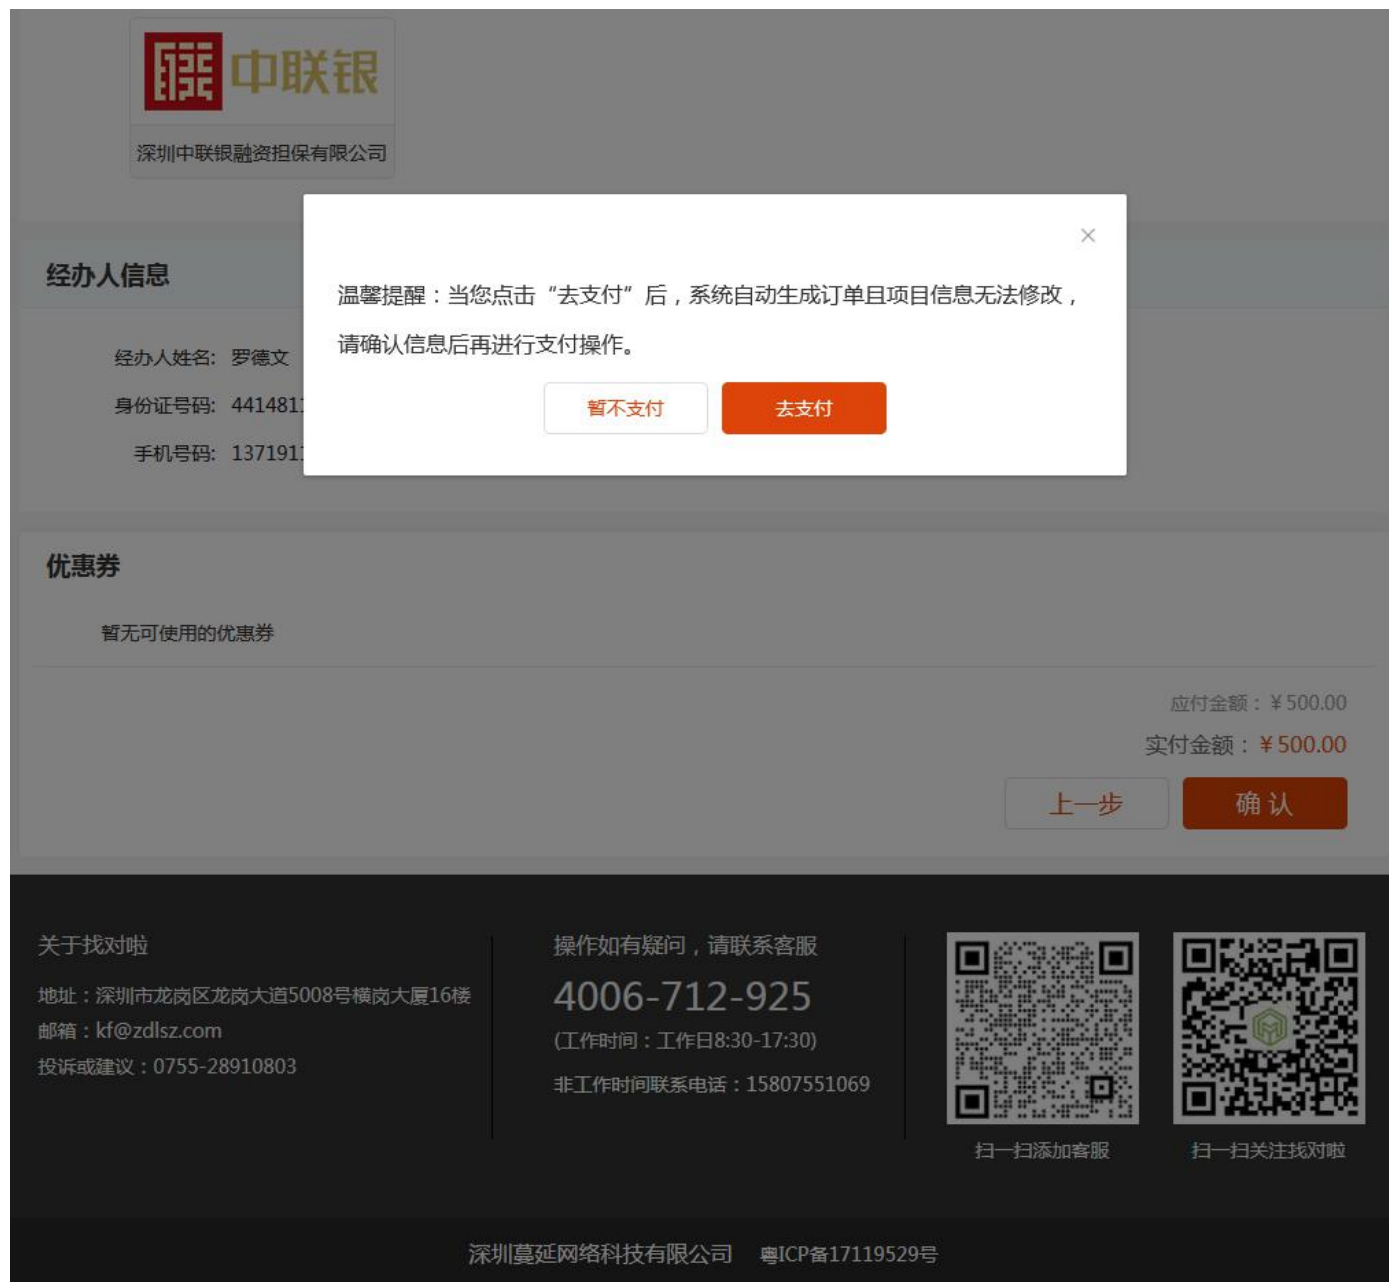 中联银
深圳中联银融资担保有限公司
×
温馨提醒：当您点击“去支付”后，系统自动生成订单且项目信息无法修改，
请确认信息后再进行支付操作。
暂不支付 去支付
经办人信息
经办人姓名: 罗德文
身份证号码: 441481
手机号码: 137191
优惠券
暂无可使用的优惠券
应付金额：¥500.00
实付金额：¥500.00
上一步 确 认
关于找对啦
地址：深圳市龙岗区龙岗大道5008号横岗大厦16楼
邮箱：kf@zdlsz.com
投诉或建议：0755-28910803
操作如有疑问，请联系客服
4006-712-925
(工作时间：工作日8:30-17:30)
非工作时间联系电话：15807551069
扫一扫添加客服
扫一扫关注找对啦
深圳蔓延网络科技有限公司 粤ICP备17119529号